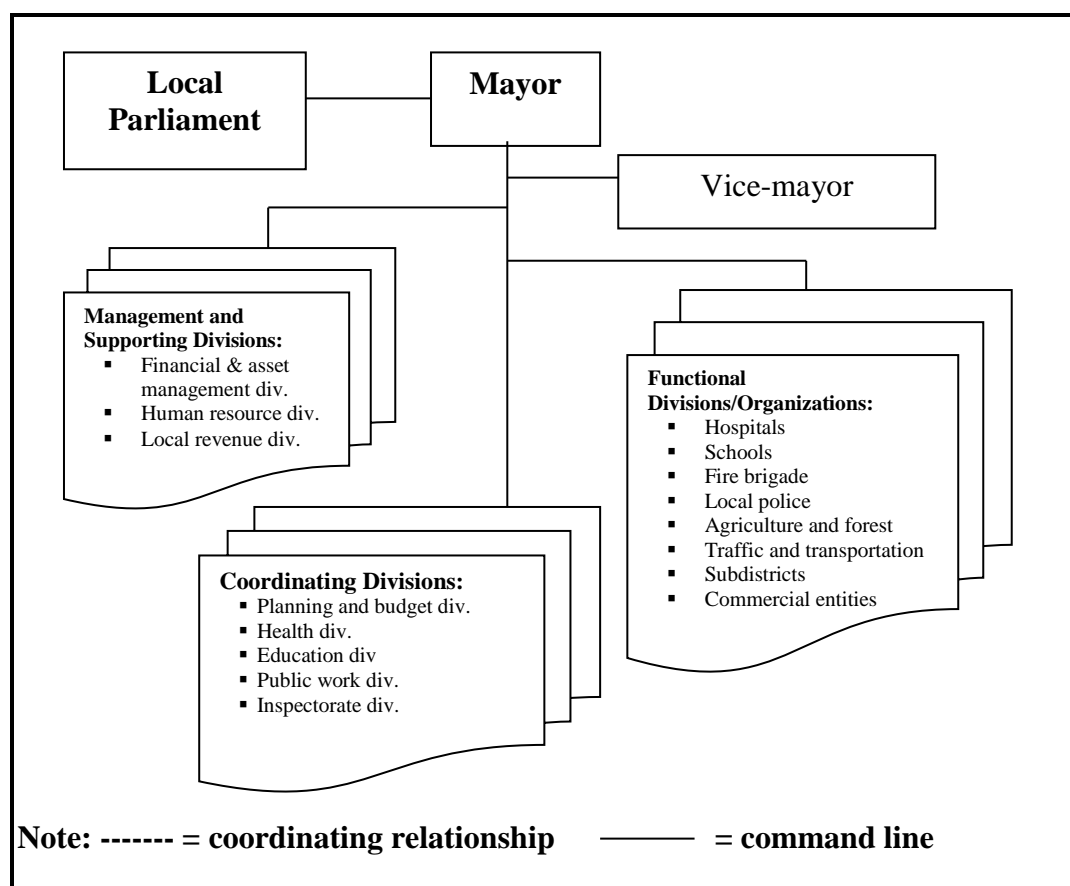 Local
Parliament
Mayor
Vice-mayor
Management and
Supporting Divisions:
▪ Financial & asset
management div.
▪ Human resource div.
▪ Local revenue div.
Functional
Divisions/Organizations:
▪ Hospitals
▪ Schools
▪ Fire brigade
▪ Local police
▪ Agriculture and forest
▪ Traffic and transportation
▪ Subdistricts
▪ Commercial entities
Coordinating Divisions:
▪ Planning and budget div.
▪ Health div.
▪ Education div
▪ Public work div.
▪ Inspectorate div.
Note: ------- = coordinating relationship = command line